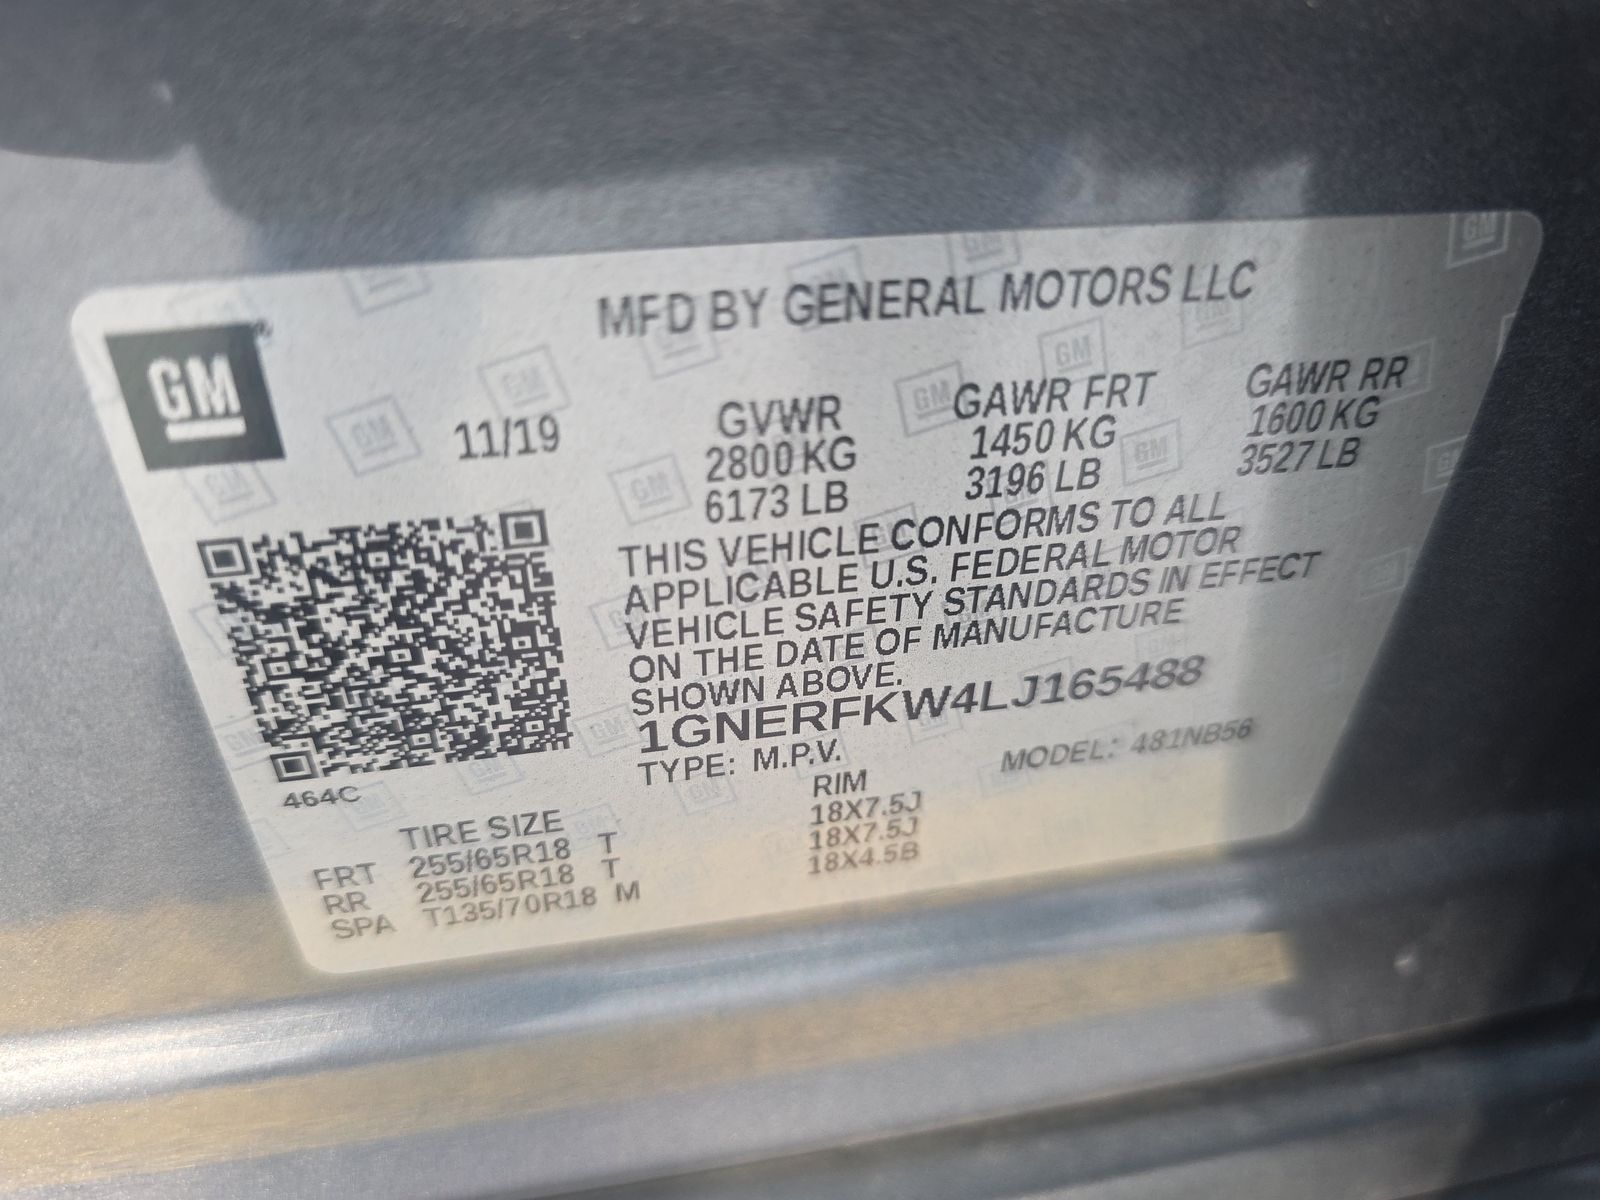 GM
MFD BY GENERAL MOTORS LLC
11/19
GVWR GAWR FRT GAWR RR
2800 KG 1450 KG 1600 KG
6173 LB 3196 LB 3527 LB
THIS VEHICLE CONFORMS TO ALL
APPLICABLE U.S. FEDERAL MOTOR
VEHICLE SAFETY STANDARDS IN EFFECT
ON THE DATE OF MANUFACTURE
SHOWN ABOVE.
1GNERFKW4LJ165488
TYPE: M.P.V. MODEL: 481NB56
464C
TIRE SIZE RIM
FRT 255/65R18 T 18X7.5J
RR 255/65R18 T 18X7.5J
SPA T135/70R18 M 18X4.5B